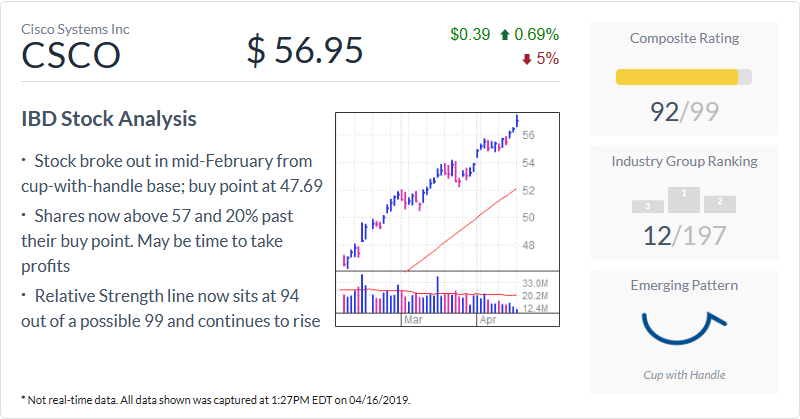 Cisco Systems Inc
CSCO
$ 56.95
$0.39 0.69%
5%
IBD Stock Analysis
· Stock broke out in mid-February from
cup-with-handle base; buy point at 47.69
· Shares now above 57 and 20% past
their buy point. May be time to take
profits
· Relative Strength line now sits at 94
out of a possible 99 and continues to rise
56
54
52
50
48
33.0M
20.2M
12.4M
Mar
Apr
Composite Rating
92/99
Industry Group Ranking
3
1
2
12/197
Emerging Pattern
Cup with Handle
* Not real-time data. All data shown was captured at 1:27PM EDT on 04/16/2019.